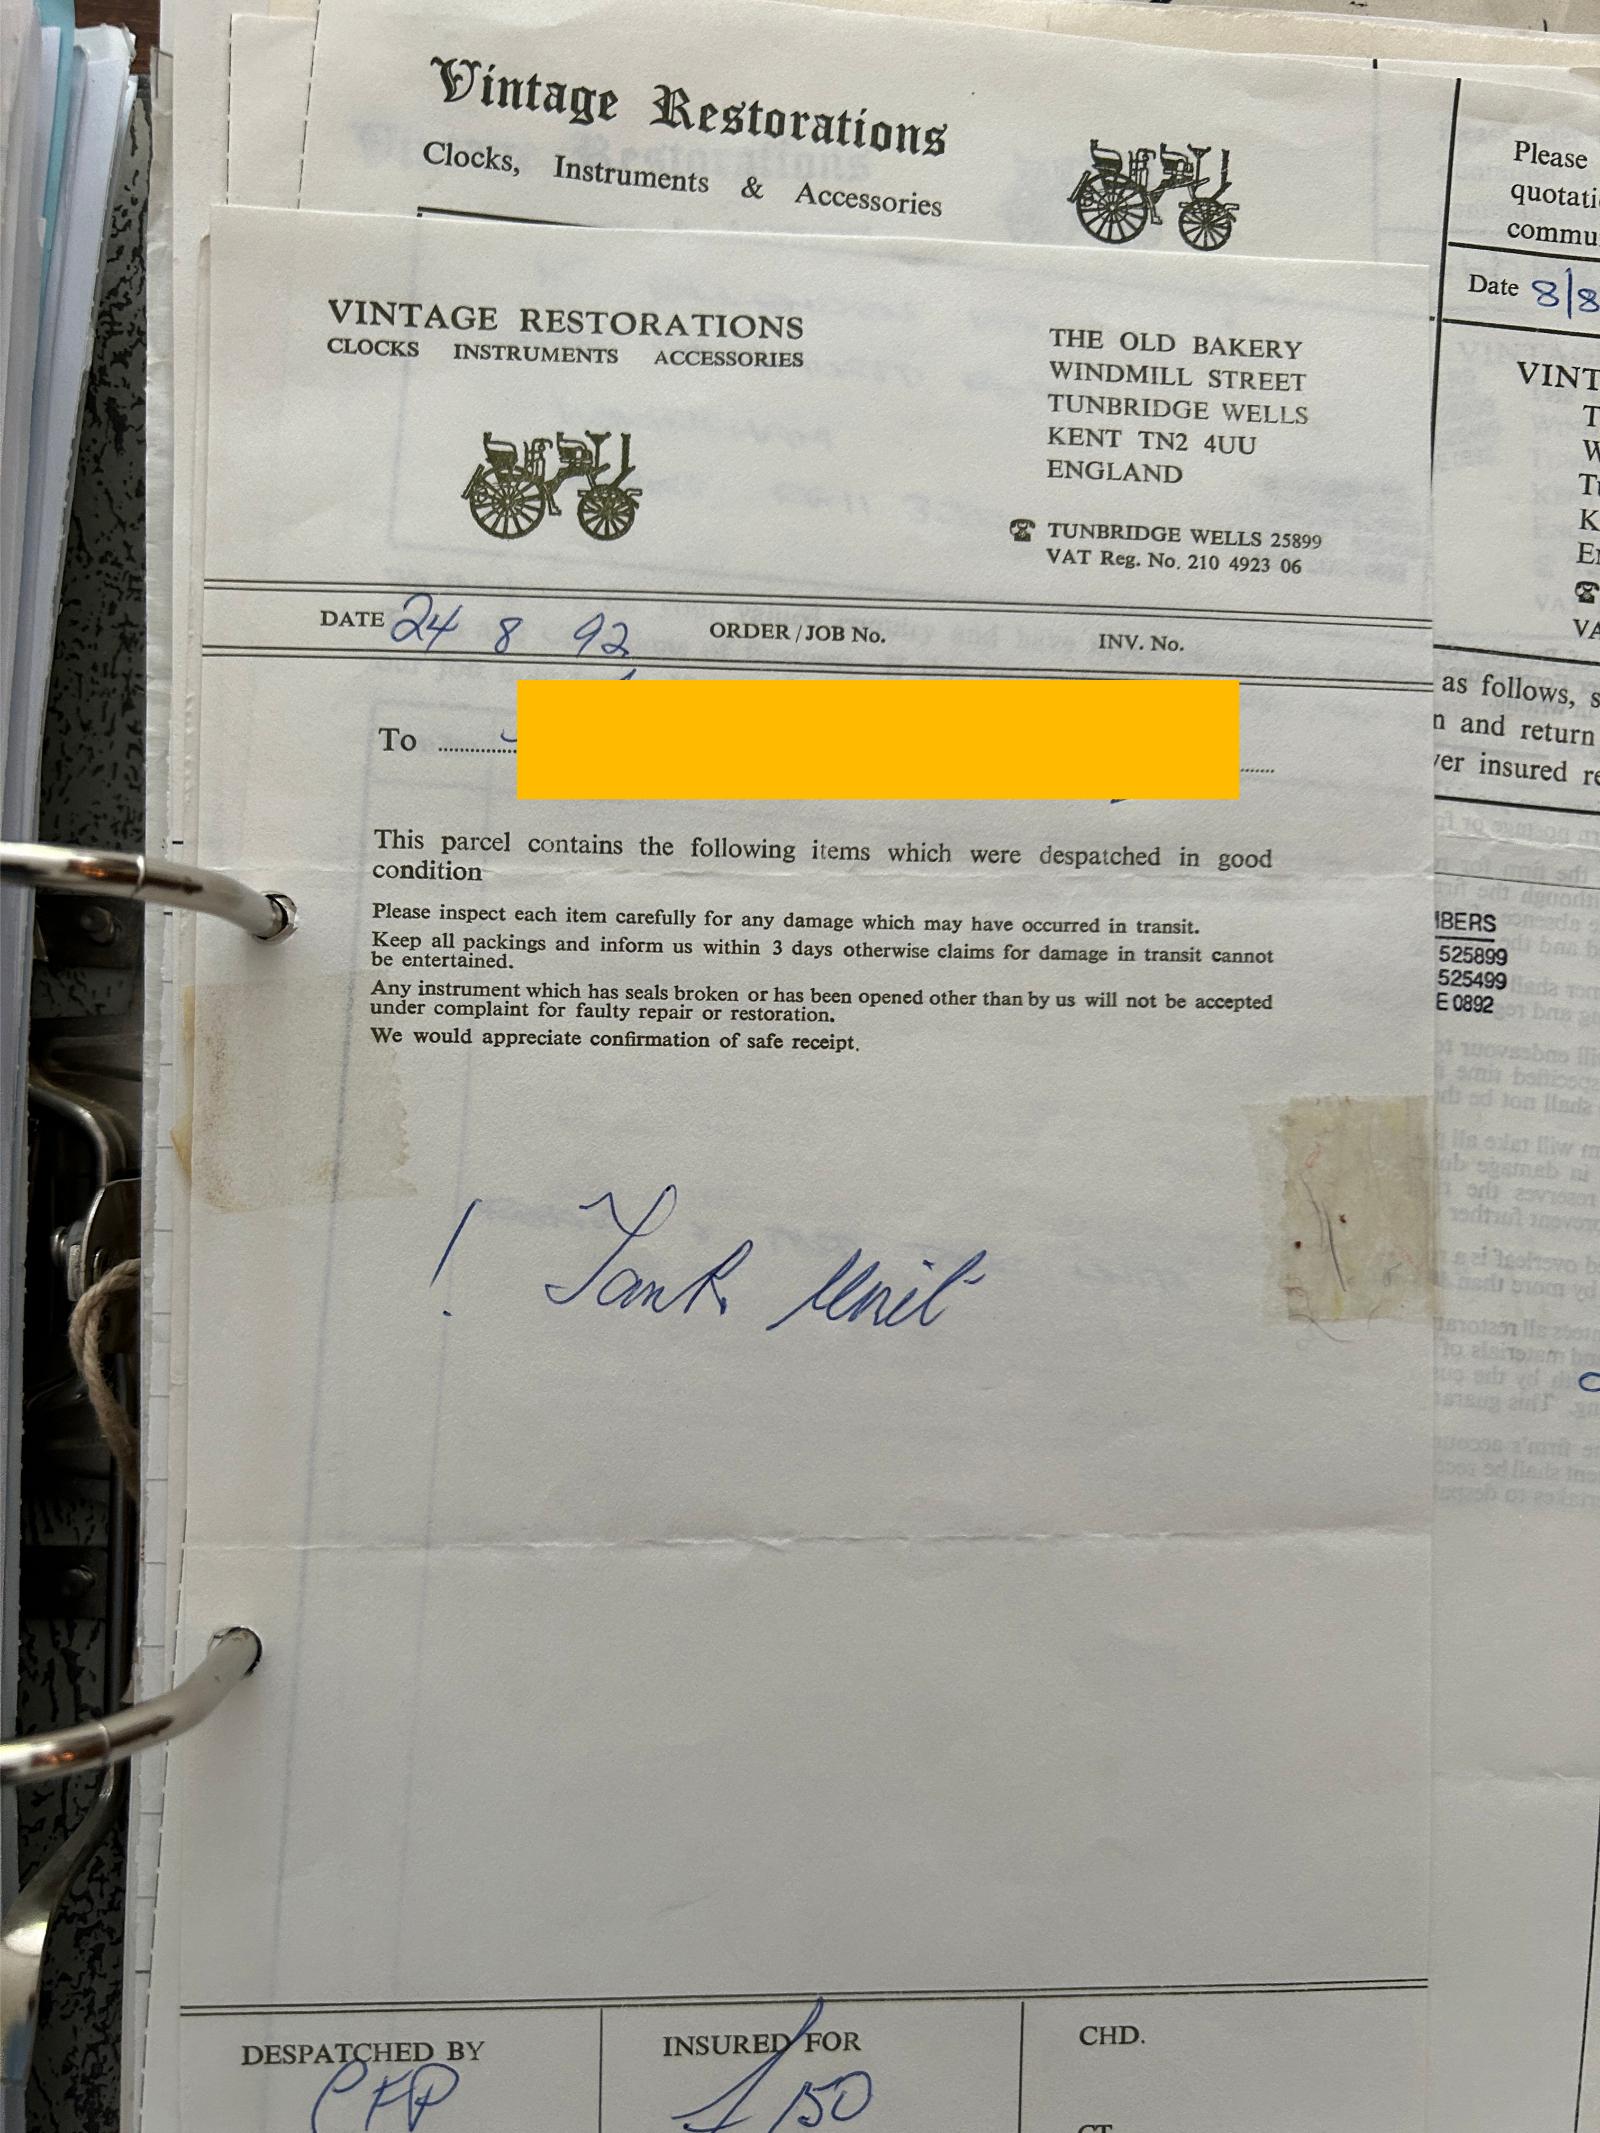 Vintage Restorations
Clocks, Instruments & Accessories
Please
Date 8/8
VINTAGE RESTORATIONS
CLOCKS INSTRUMENTS ACCESSORIES
THE OLD BAKERY
WINDMILL STREET
TUNBRIDGE WELLS
KENT TN2 4UU
ENGLAND
TUNBRIDGE WELLS 25899
VAT Reg. No. 210 4923 06
DATE 24 8 92 ORDER/JOB No. INV. No.
To
This parcel contains the following items which were despatched in good
condition
Please inspect each item carefully for any damage which may have occurred in transit.
Keep all packings and inform us within 3 days otherwise claims for damage in transit cannot
be entertained.
Any instrument which has seals broken or has been opened other than by us will not be accepted
under complaint for faulty repair or restoration.
We would appreciate confirmation of safe receipt.
! Tank Unit
DESPATCHED BY INSURED FOR CHD.
£150
as follows, s
and return
insured re
525899
525499
E 0892